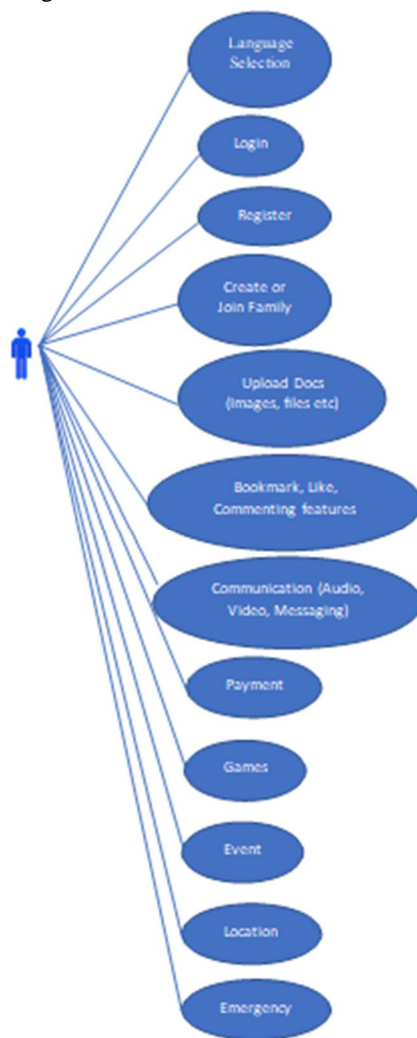 Language
Selection
Login
Register
Create or
Join Family
Upload Docs
(Images, files etc)
Bookmark, Like,
Commenting features
Communication (Audio,
Video, Messaging)
Payment
Games
Event
Location
Emergency